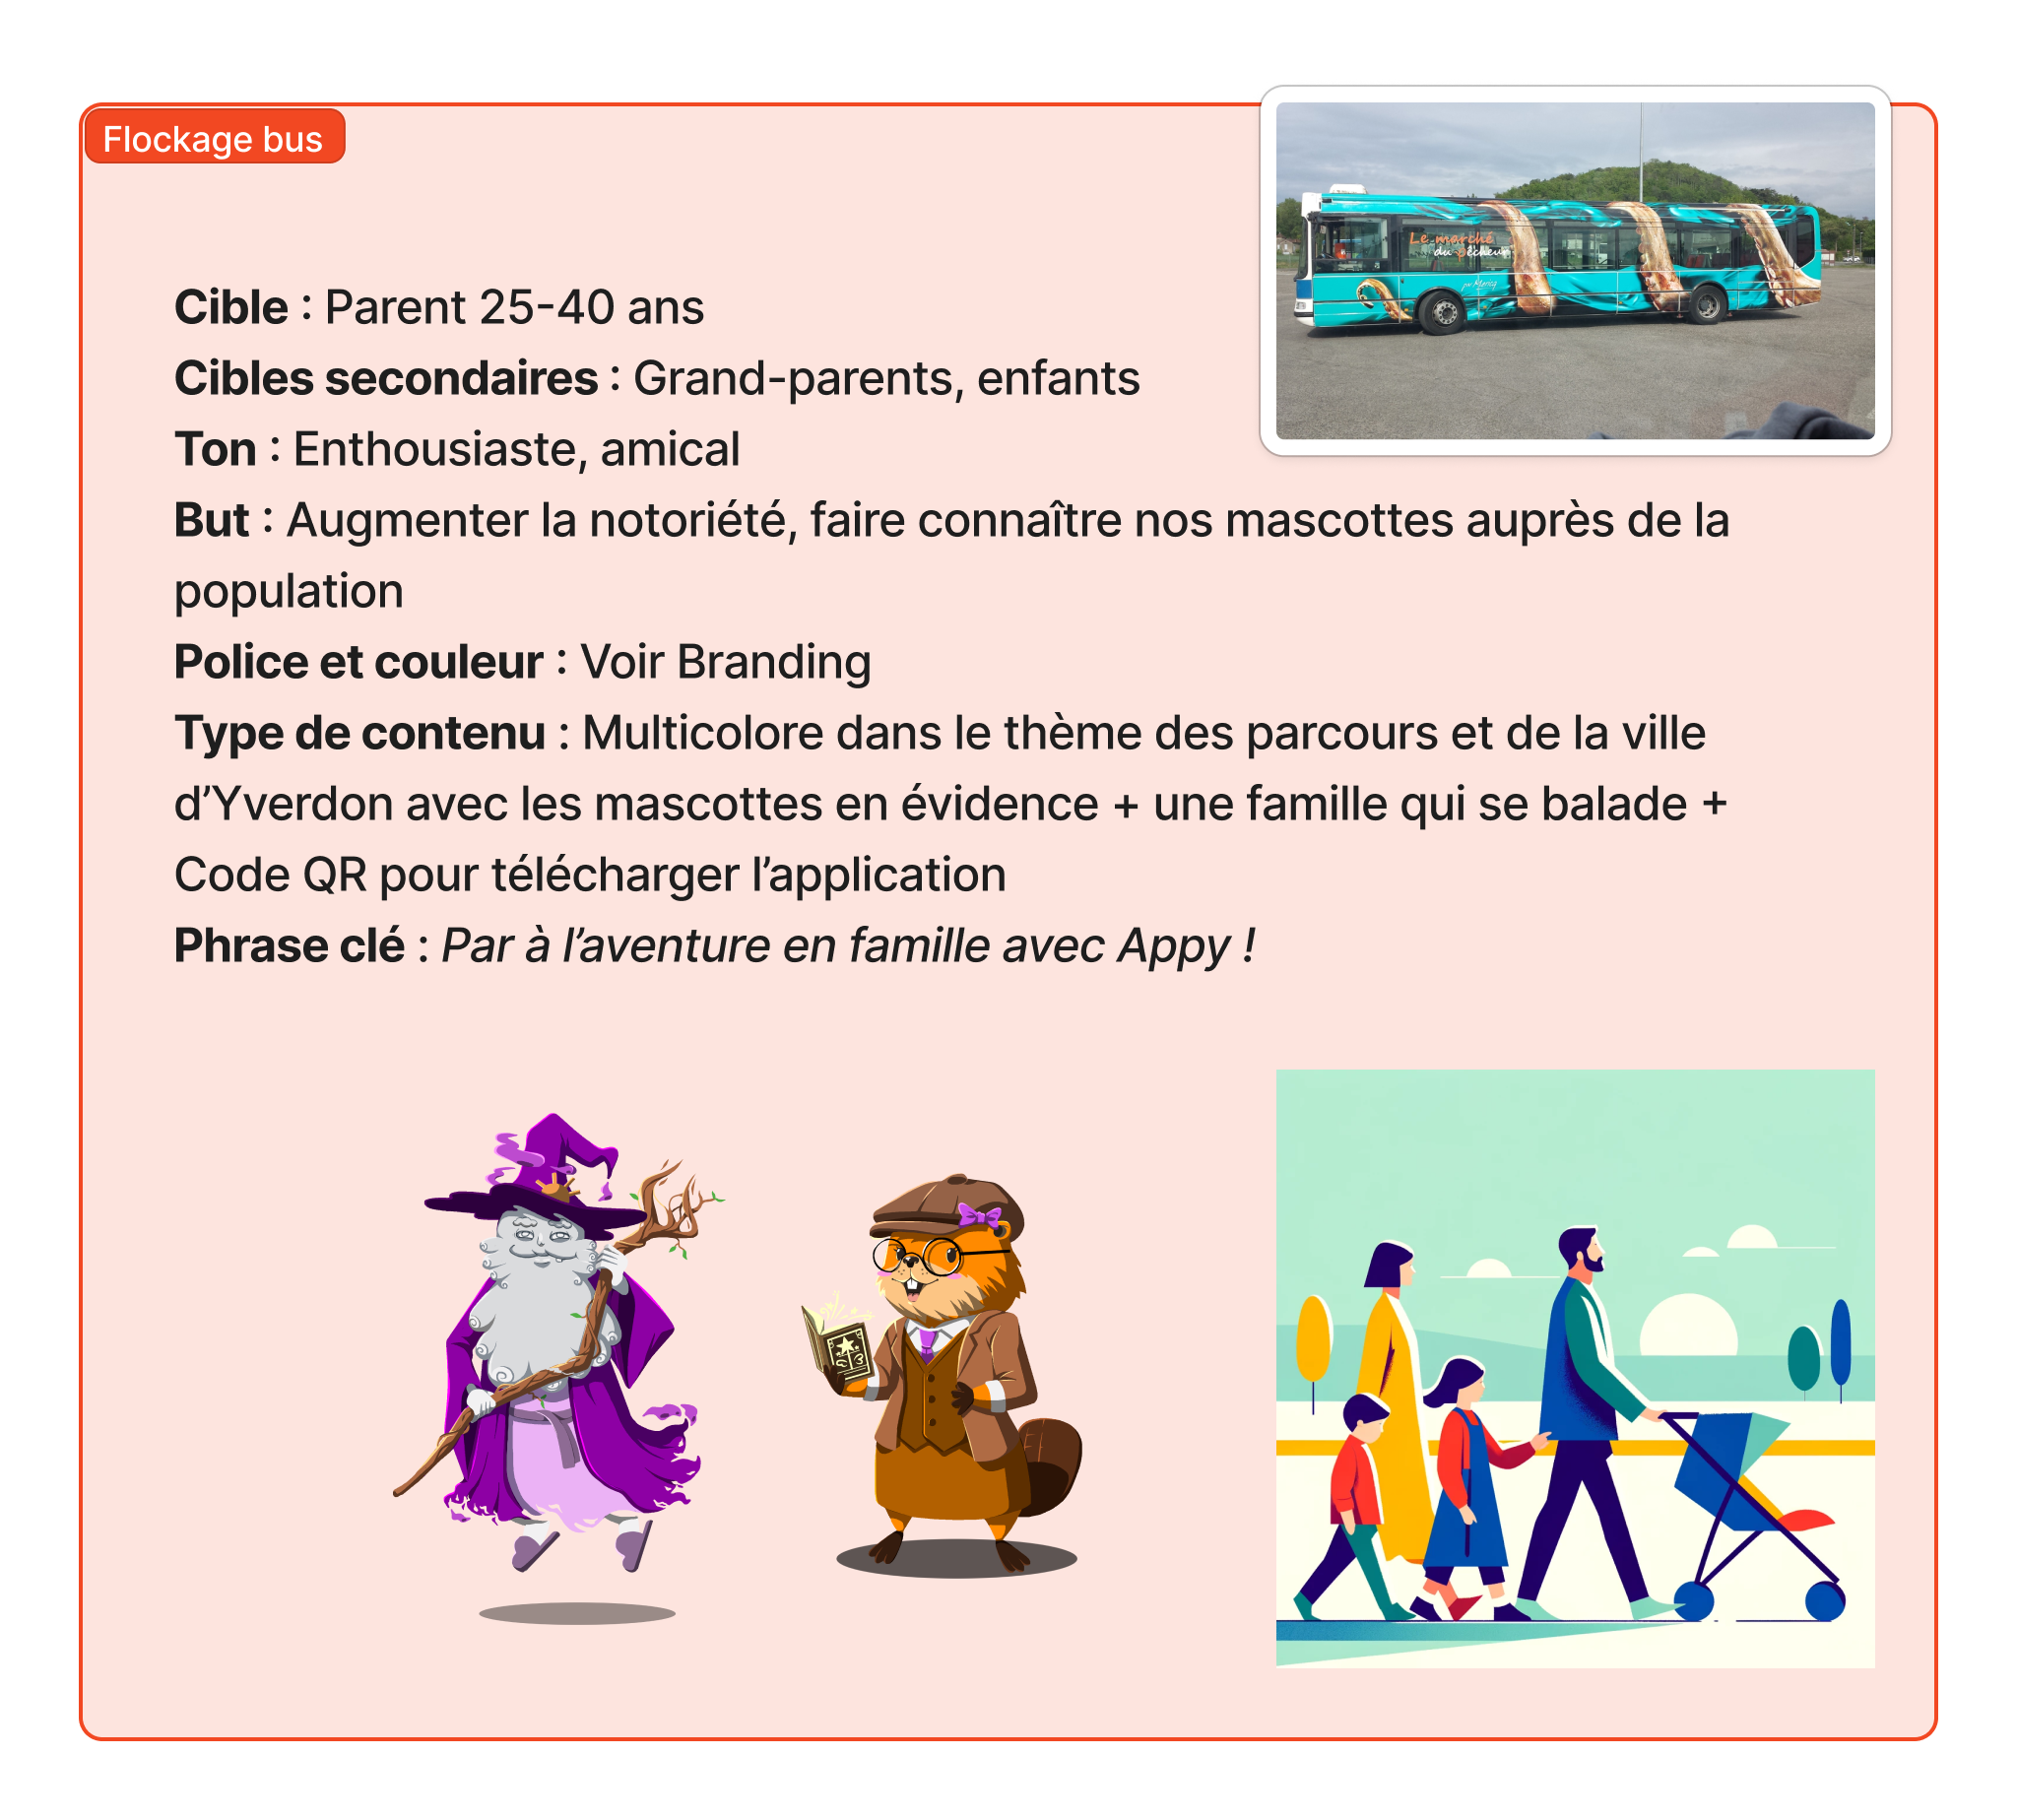 Flockage bus
Le marché
du pêcheur
Cible : Parent 25-40 ans
Cibles secondaires : Grand-parents, enfants
Ton : Enthousiaste, amical
But : Augmenter la notoriété, faire connaître nos mascottes auprès de la
population
Police et couleur : Voir Branding
Type de contenu : Multicolore dans le thème des parcours et de la ville
d’Yverdon avec les mascottes en évidence + une famille qui se balade +
Code QR pour télécharger l’application
Phrase clé : Par à l’aventure en famille avec Appy !